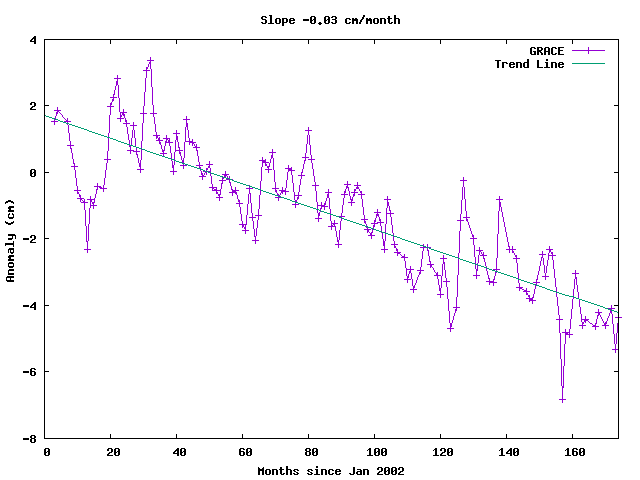 Slope -0.03 cm/month
GRACE
Trend Line
4
2
0
-2
-4
-6
-8
Anomaly (cm)
0 20 40 60 80 100 120 140 160
Months since Jan 2002